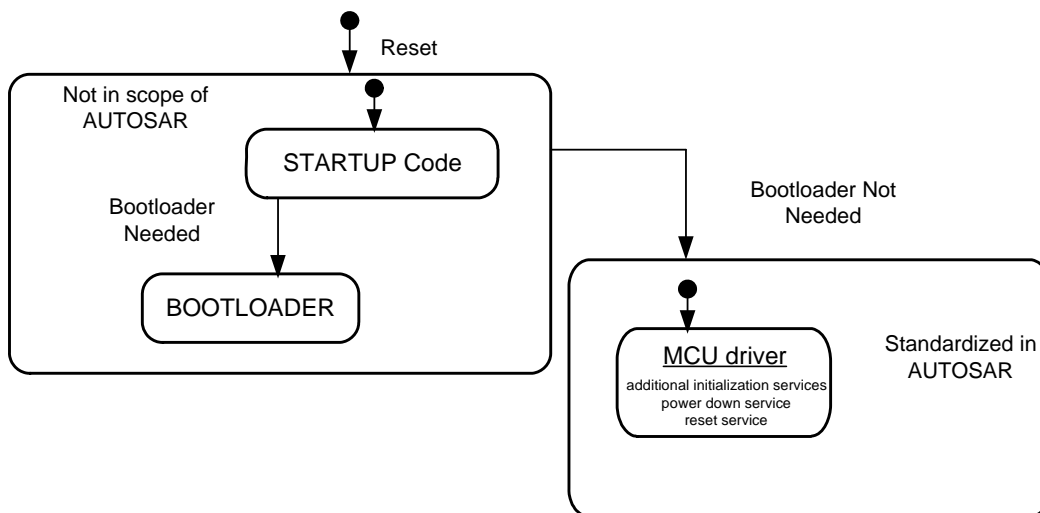 Reset
Not in scope of
AUTOSAR
STARTUP Code
Bootloader
Needed
BOOTLOADER
Bootloader Not
Needed
MCU driver
additional initialization services
power down service
reset service
Standardized in
AUTOSAR